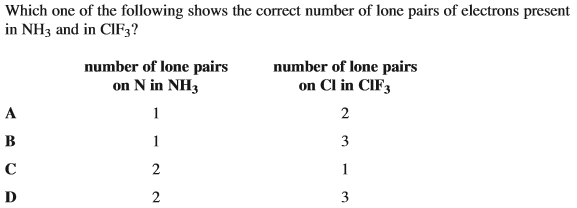 Which one of the following shows the correct number of lone pairs of electrons present
in NH3 and in ClF3?
number of lone pairs number of lone pairs
on N in NH3 on Cl in ClF3
A 1 2
B 1 3
C 2 1
D 2 3